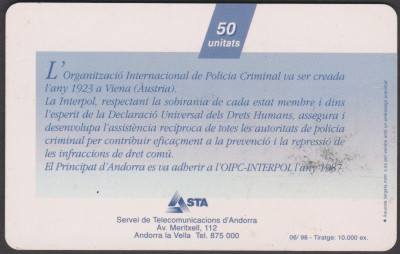 50
unitats
L'Organització Internacional de Policia Criminal va ser creada
l'any 1923 a Viena (Àustria).
La Interpol, respectant la sobirania de cada estat membre i dins
l'esperit de la Declaració Universal dels Drets Humans, assegura i
desenvolupa l'assistència recíproca de totes les autoritats de policia
criminal per contribuir eficaçment a la prevenció i la repressió de
les infraccions de dret comú.
El Principat d'Andorra es va adherir a l'OIPC-INTERPOL l'any 1987.
STA
Servei de Telecomunicacions d'Andorra
Av. Meritxell, 112
Andorra la Vella Tel. 875 000
06/98 - Tiratge: 10.000 ex.